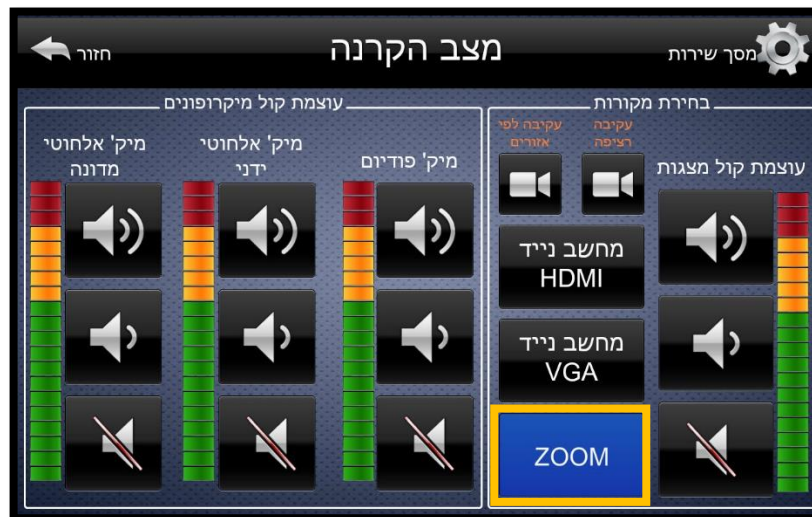 מסך שירות
מצב הקרנה
חזור
בחירת מקורות
עוצמת קול מצגות
עקיבה
רציפה
עקיבה לפי
אזורים
מחשב נייד
HDMI
מחשב נייד
VGA
ZOOM
עוצמת קול מיקרופונים
מיק' פודיום
מיק' אלחוטי
ידני
מיק' אלחוטי
מדונה